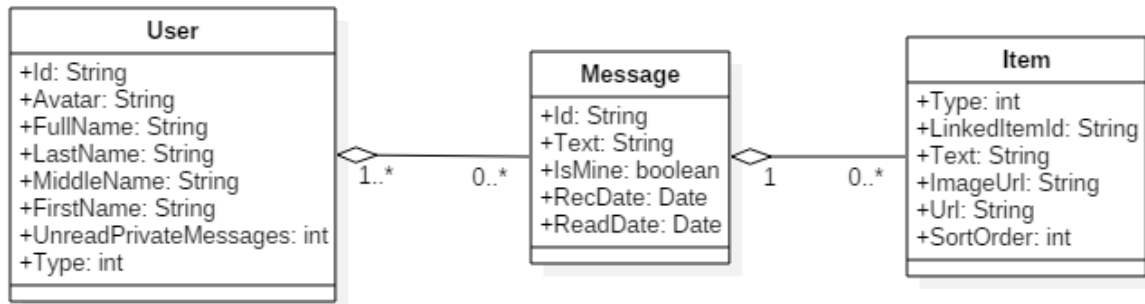 User
+Id: String
+Avatar: String
+FullName: String
+LastName: String
+MiddleName: String
+FirstName: String
+UnreadPrivateMessages: int
+Type: int
1..*
0..*
Message
+Id: String
+Text: String
+IsMine: boolean
+RecDate: Date
+ReadDate: Date
1
0..*
Item
+Type: int
+LinkedItemId: String
+Text: String
+ImageUrl: String
+Url: String
+SortOrder: int